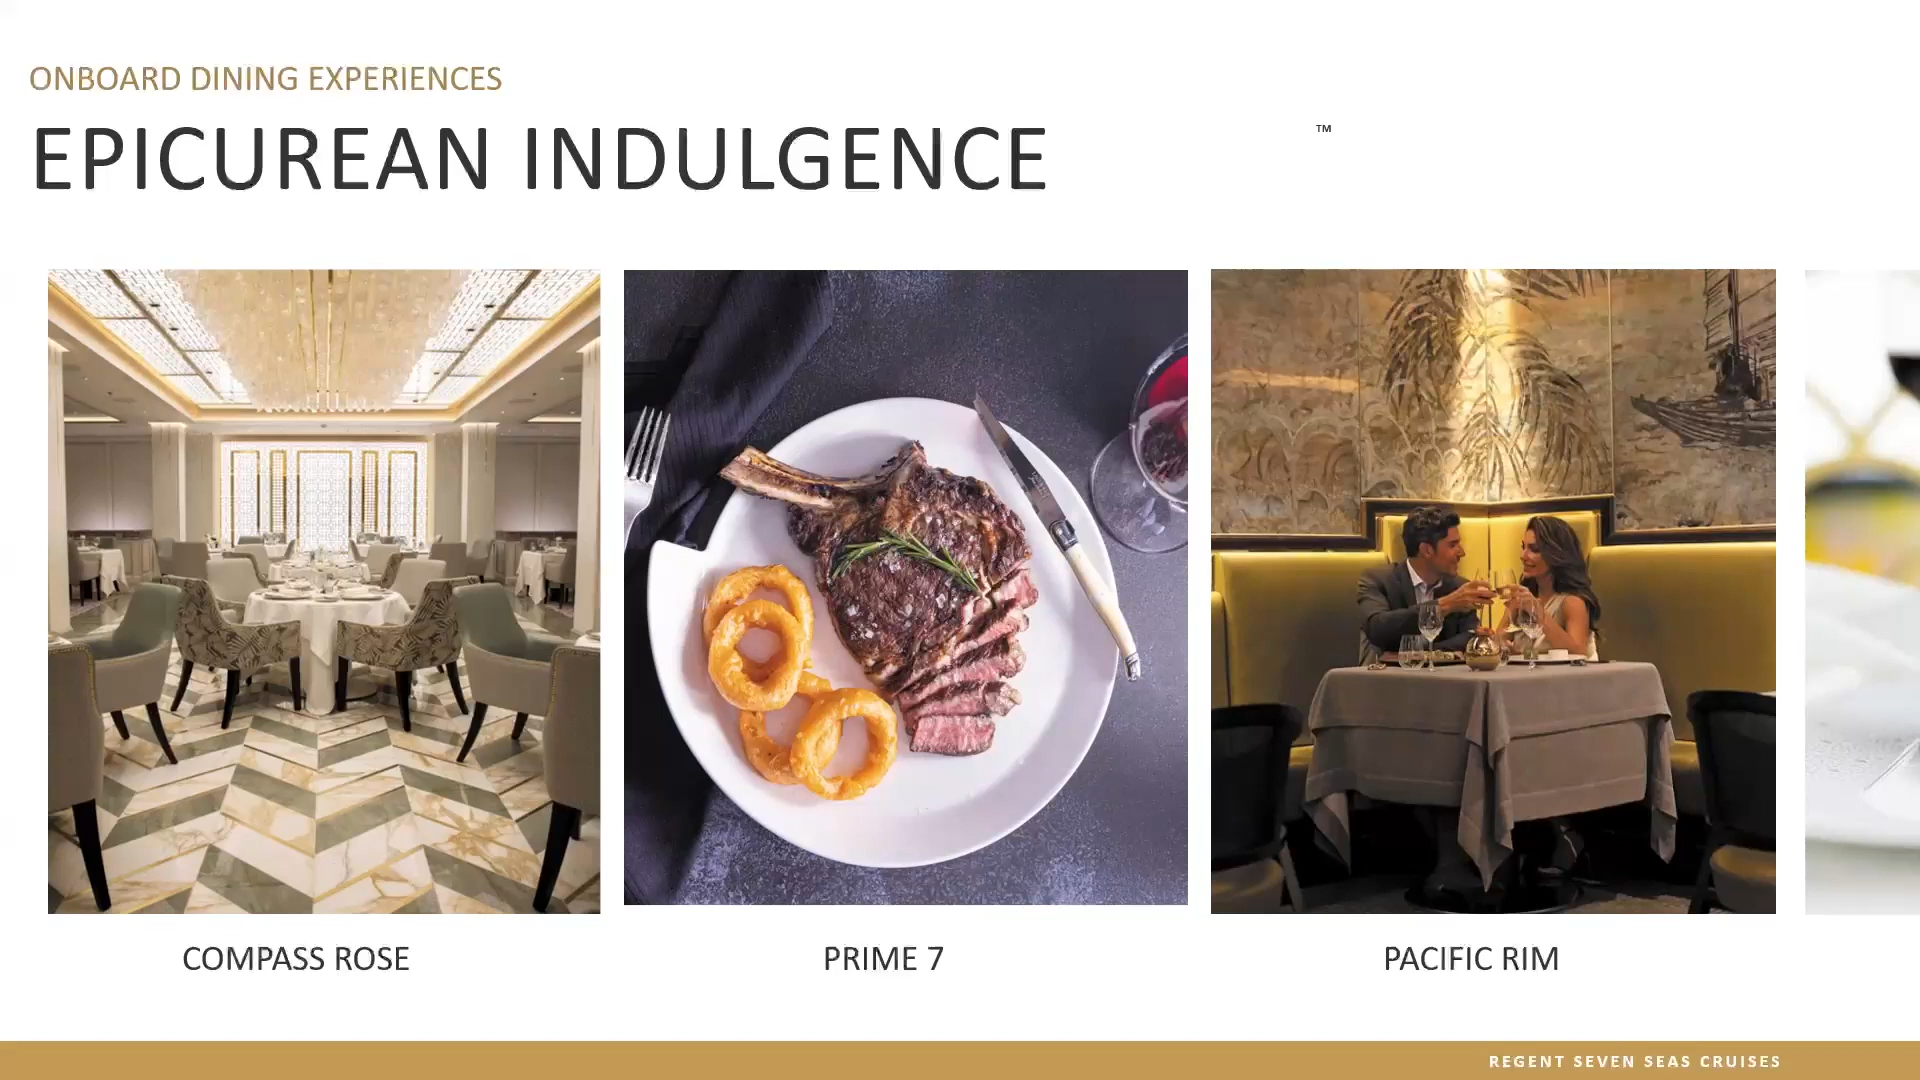 ONBOARD DINING EXPERIENCES
EPICUREAN INDULGENCE ™
COMPASS ROSE
PRIME 7
PACIFIC RIM
REGENT SEVEN SEAS CRUISES